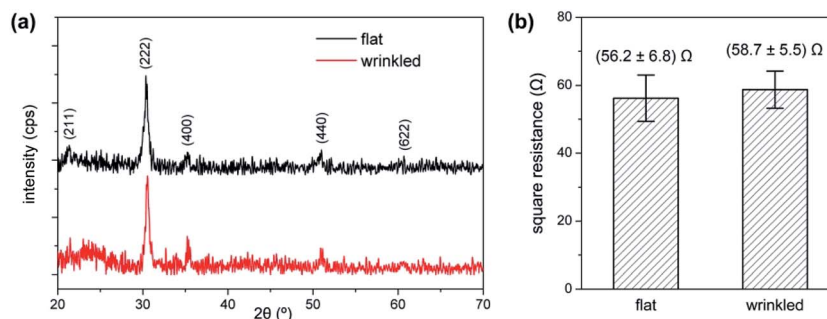 (a)
flat
wrinkled
(211)
(222)
(400)
(440)
(622)
intensity (cps)
20 30 40 50 60 70
2θ (º)
(b)
80
60
40
20
0
square resistance (Ω)
(56.2 ± 6.8) Ω
(58.7 ± 5.5) Ω
flat
wrinkled